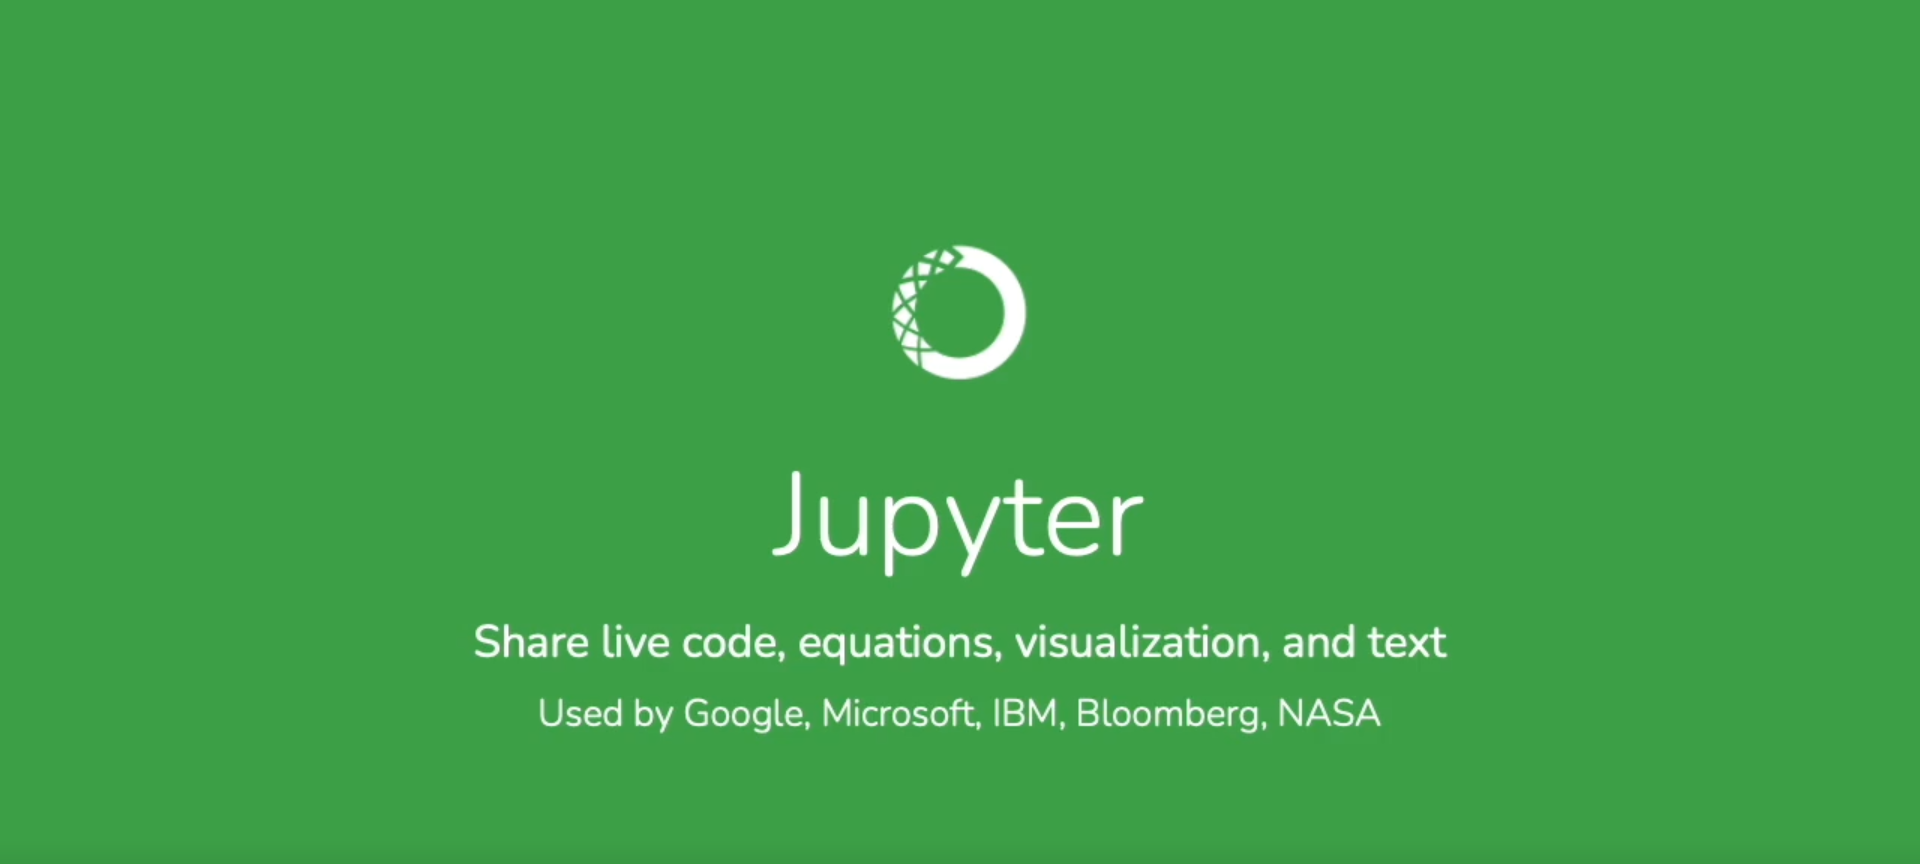 Jupyter
Share live code, equations, visualization, and text
Used by Google, Microsoft, IBM, Bloomberg, NASA